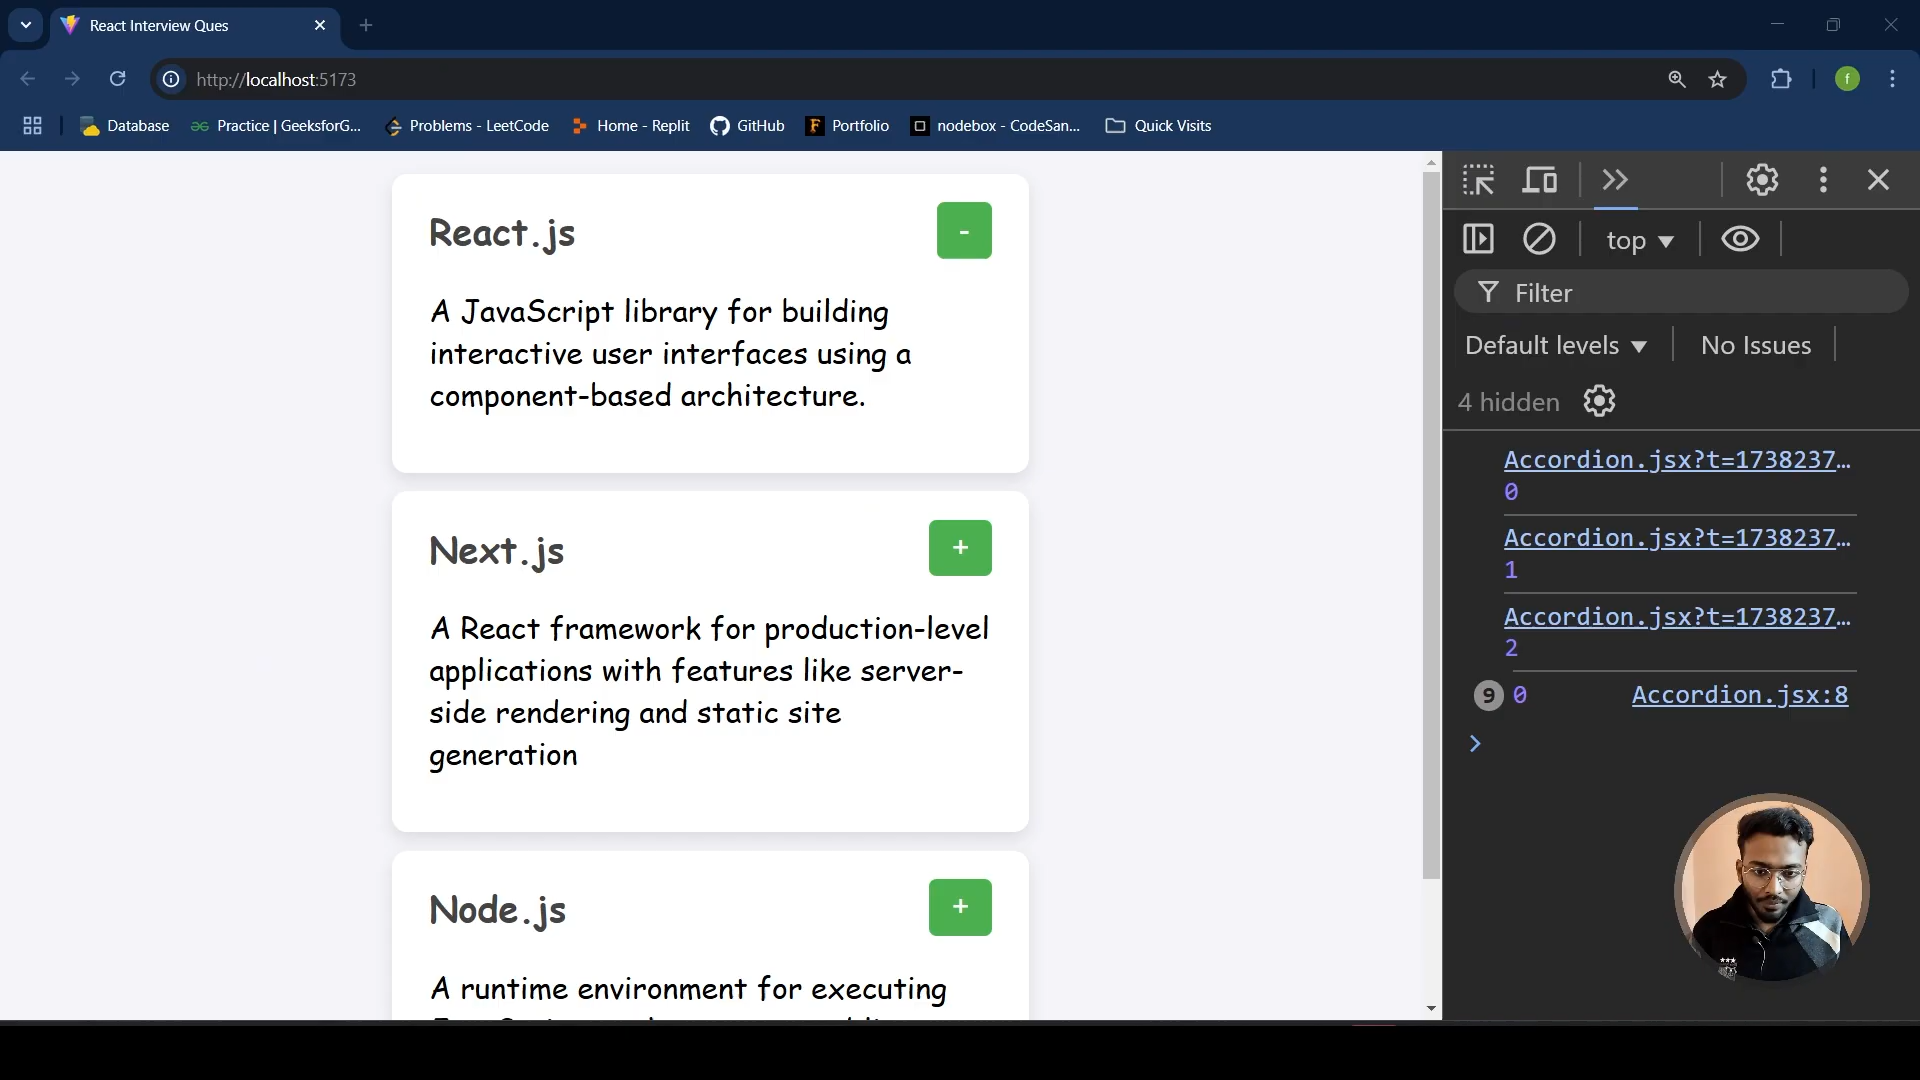 React Interview Ques
http://localhost:5173
f
Database
Practice | GeeksforG...
Problems - LeetCode
Home - Replit
GitHub
Portfolio
nodebox - CodeSan...
Quick Visits
React.js
-
A JavaScript library for building
interactive user interfaces using a
component-based architecture.
Next.js
+
A React framework for production-level
applications with features like server-
side rendering and static site
generation
Node.js
+
A runtime environment for executing
top
Filter
Default levels
No Issues
4 hidden
Accordion.jsx?t=1738237…
0
Accordion.jsx?t=1738237…
1
Accordion.jsx?t=1738237…
2
9 0 Accordion.jsx:8